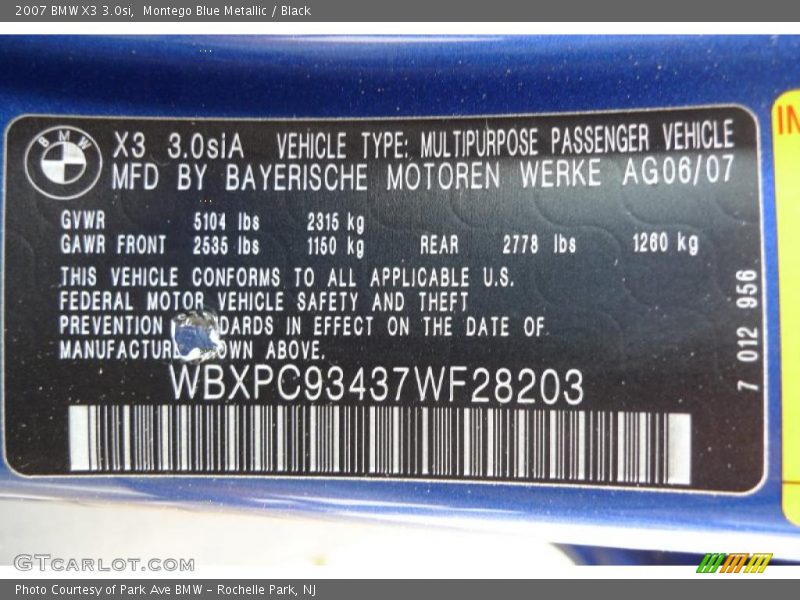 2007 BMW X3 3.0si, Montego Blue Metallic / Black
BMW
X3 3.0siA VEHICLE TYPE: MULTIPURPOSE PASSENGER VEHICLE
MFD BY BAYERISCHE MOTOREN WERKE AG06/07
GVWR 5104 lbs 2315 kg
GAWR FRONT 2535 lbs 1150 kg REAR 2778 lbs 1260 kg
THIS VEHICLE CONFORMS TO ALL APPLICABLE U.S.
FEDERAL MOTOR VEHICLE SAFETY AND THEFT
PREVENTION DARDS IN EFFECT ON THE DATE OF
MANUFACTUR OWN ABOVE.
WBXPC93437WF28203
7 012 956
IN
GTCARLOT.COM
Photo Courtesy of Park Ave BMW - Rochelle Park, NJ